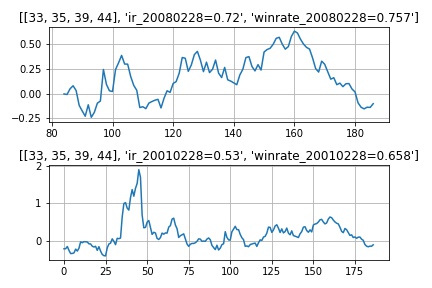 [[33, 35, 39, 44], 'ir_20080228=0.72', 'winrate_20080228=0.757']
0.50
0.25
0.00
−0.25
80 100 120 140 160 180
[[33, 35, 39, 44], 'ir_20010228=0.53', 'winrate_20010228=0.658']
2
1
0
0 25 50 75 100 125 150 175